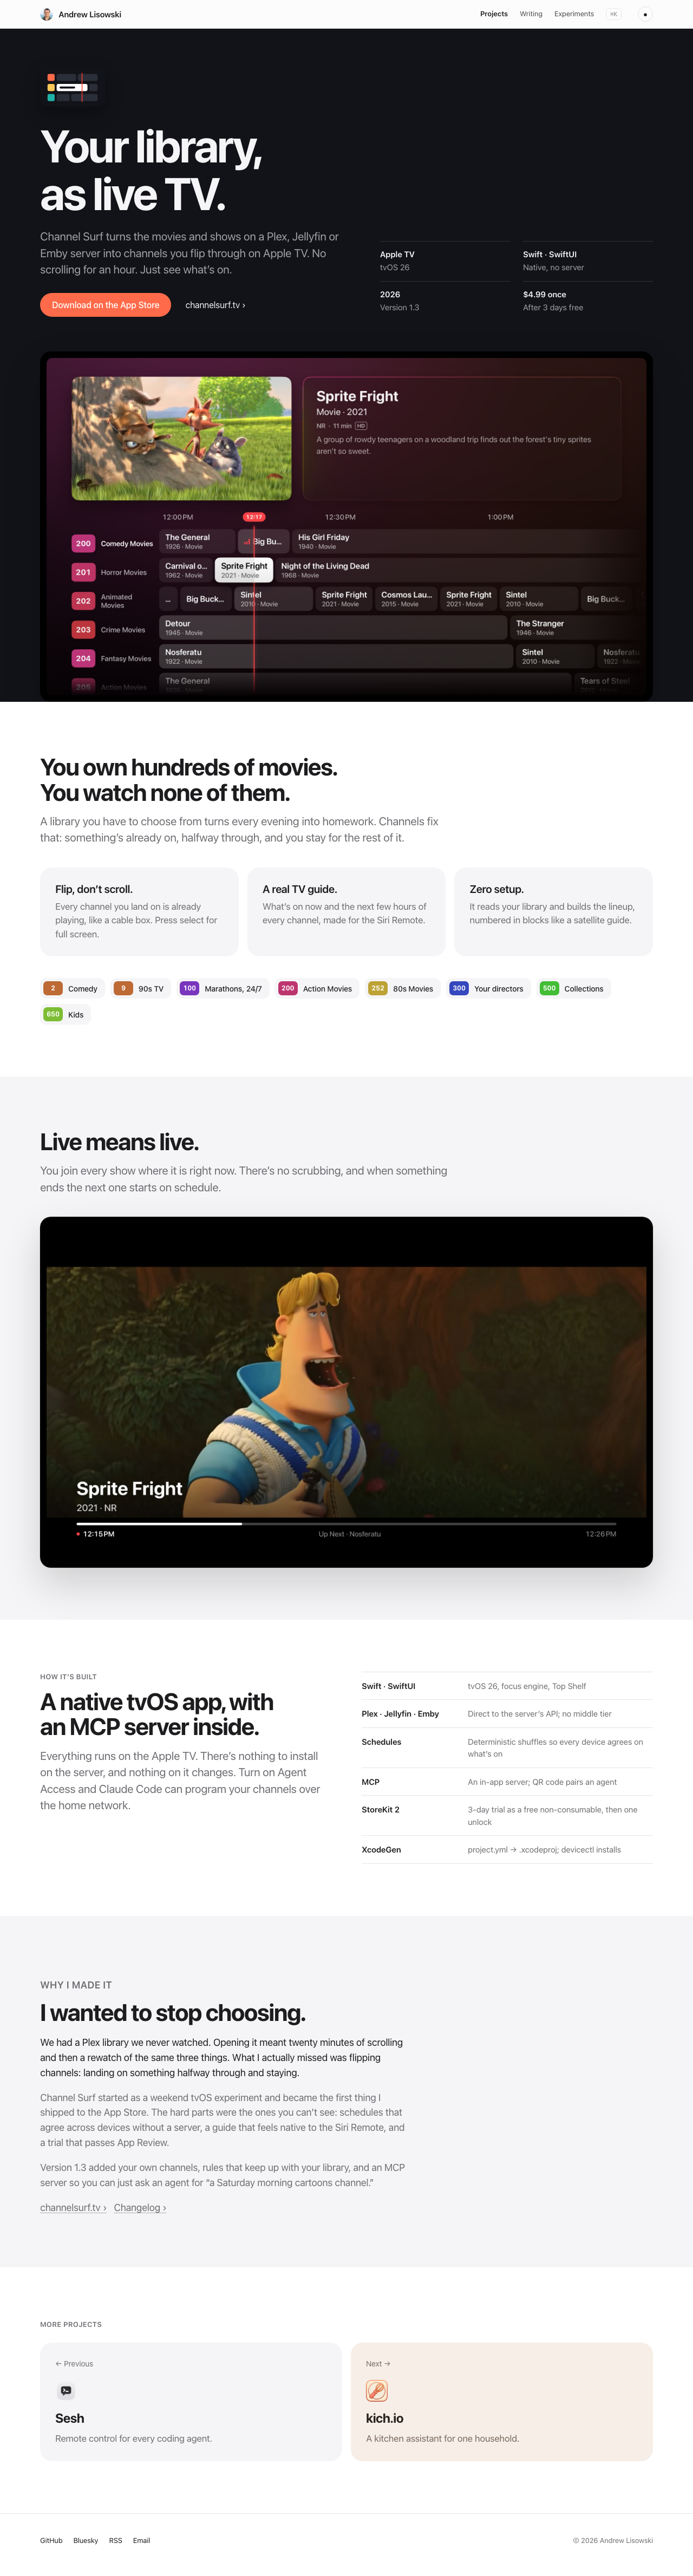 Andrew Lisowski
Projects
Writing
Experiments
⌘K
Your library,
as live TV.
Channel Surf turns the movies and shows on a Plex, Jellyfin or
Emby server into channels you flip through on Apple TV. No
scrolling for an hour. Just see what's on.
Download on the App Store
channelsurf.tv ›
Apple TV
tvOS 26
Swift · SwiftUI
Native, no server
2026
Version 1.3
$4.99 once
After 3 days free
Sprite Fright
Movie · 2021
NR · 11 min HD
A group of rowdy teenagers on a woodland trip finds out the forest's tiny sprites
aren't so sweet.
12:00 PM
12:17
12:30 PM
1:00 PM
200 Comedy Movies
The General
1926 · Movie
Big Bu...
His Girl Friday
1940 · Movie
201 Horror Movies
Carnival o...
1962 · Movie
Sprite Fright
2021 · Movie
Night of the Living Dead
1968 · Movie
202 Animated
Movies
...
Big Buck...
Sintel
2010 · Movie
Sprite Fright
2021 · Movie
Cosmos Lau...
2015 · Movie
Sprite Fright
2021 · Movie
Sintel
2010 · Movie
Big Buck...
203 Crime Movies
Detour
1945 · Movie
The Stranger
1946 · Movie
204 Fantasy Movies
Nosferatu
1922 · Movie
Sintel
2010 · Movie
Nosferatu
1922 · Movie
205 Action Movies
The General
Tears of Steel
You own hundreds of movies.
You watch none of them.
A library you have to choose from turns every evening into homework. Channels fix
that: something's already on, halfway through, and you stay for the rest of it.
Flip, don't scroll.
Every channel you land on is already
playing, like a cable box. Press select for
full screen.
A real TV guide.
What's on now and the next few hours of
every channel, made for the Siri Remote.
Zero setup.
It reads your library and builds the lineup,
numbered in blocks like a satellite guide.
2 Comedy
9 90s TV
100 Marathons, 24/7
200 Action Movies
252 80s Movies
300 Your directors
500 Collections
650 Kids
Live means live.
You join every show where it is right now. There's no scrubbing, and when something
ends the next one starts on schedule.
Sprite Fright
2021 · NR
12:15 PM
Up Next · Nosferatu
12:26 PM
HOW IT'S BUILT
A native tvOS app, with
an MCP server inside.
Everything runs on the Apple TV. There's nothing to install
on the server, and nothing on it changes. Turn on Agent
Access and Claude Code can program your channels over
the home network.
Swift · SwiftUI
tvOS 26, focus engine, Top Shelf
Plex · Jellyfin · Emby
Direct to the server's API; no middle tier
Schedules
Deterministic shuffles so every device agrees on
what's on
MCP
An in-app server; QR code pairs an agent
StoreKit 2
3-day trial as a free non-consumable, then one
unlock
XcodeGen
project.yml → .xcodeproj; devicectl installs
WHY I MADE IT
I wanted to stop choosing.
We had a Plex library we never watched. Opening it meant twenty minutes of scrolling
and then a rewatch of the same three things. What I actually missed was flipping
channels: landing on something halfway through and staying.
Channel Surf started as a weekend tvOS experiment and became the first thing I
shipped to the App Store. The hard parts were the ones you can't see: schedules that
agree across devices without a server, a guide that feels native to the Siri Remote, and
a trial that passes App Review.
Version 1.3 added your own channels, rules that keep up with your library, and an MCP
server so you can just ask an agent for "a Saturday morning cartoons channel."
channelsurf.tv ›
Changelog ›
MORE PROJECTS
← Previous
Sesh
Remote control for every coding agent.
Next →
kich.io
A kitchen assistant for one household.
GitHub
Bluesky
RSS
Email
© 2026 Andrew Lisowski